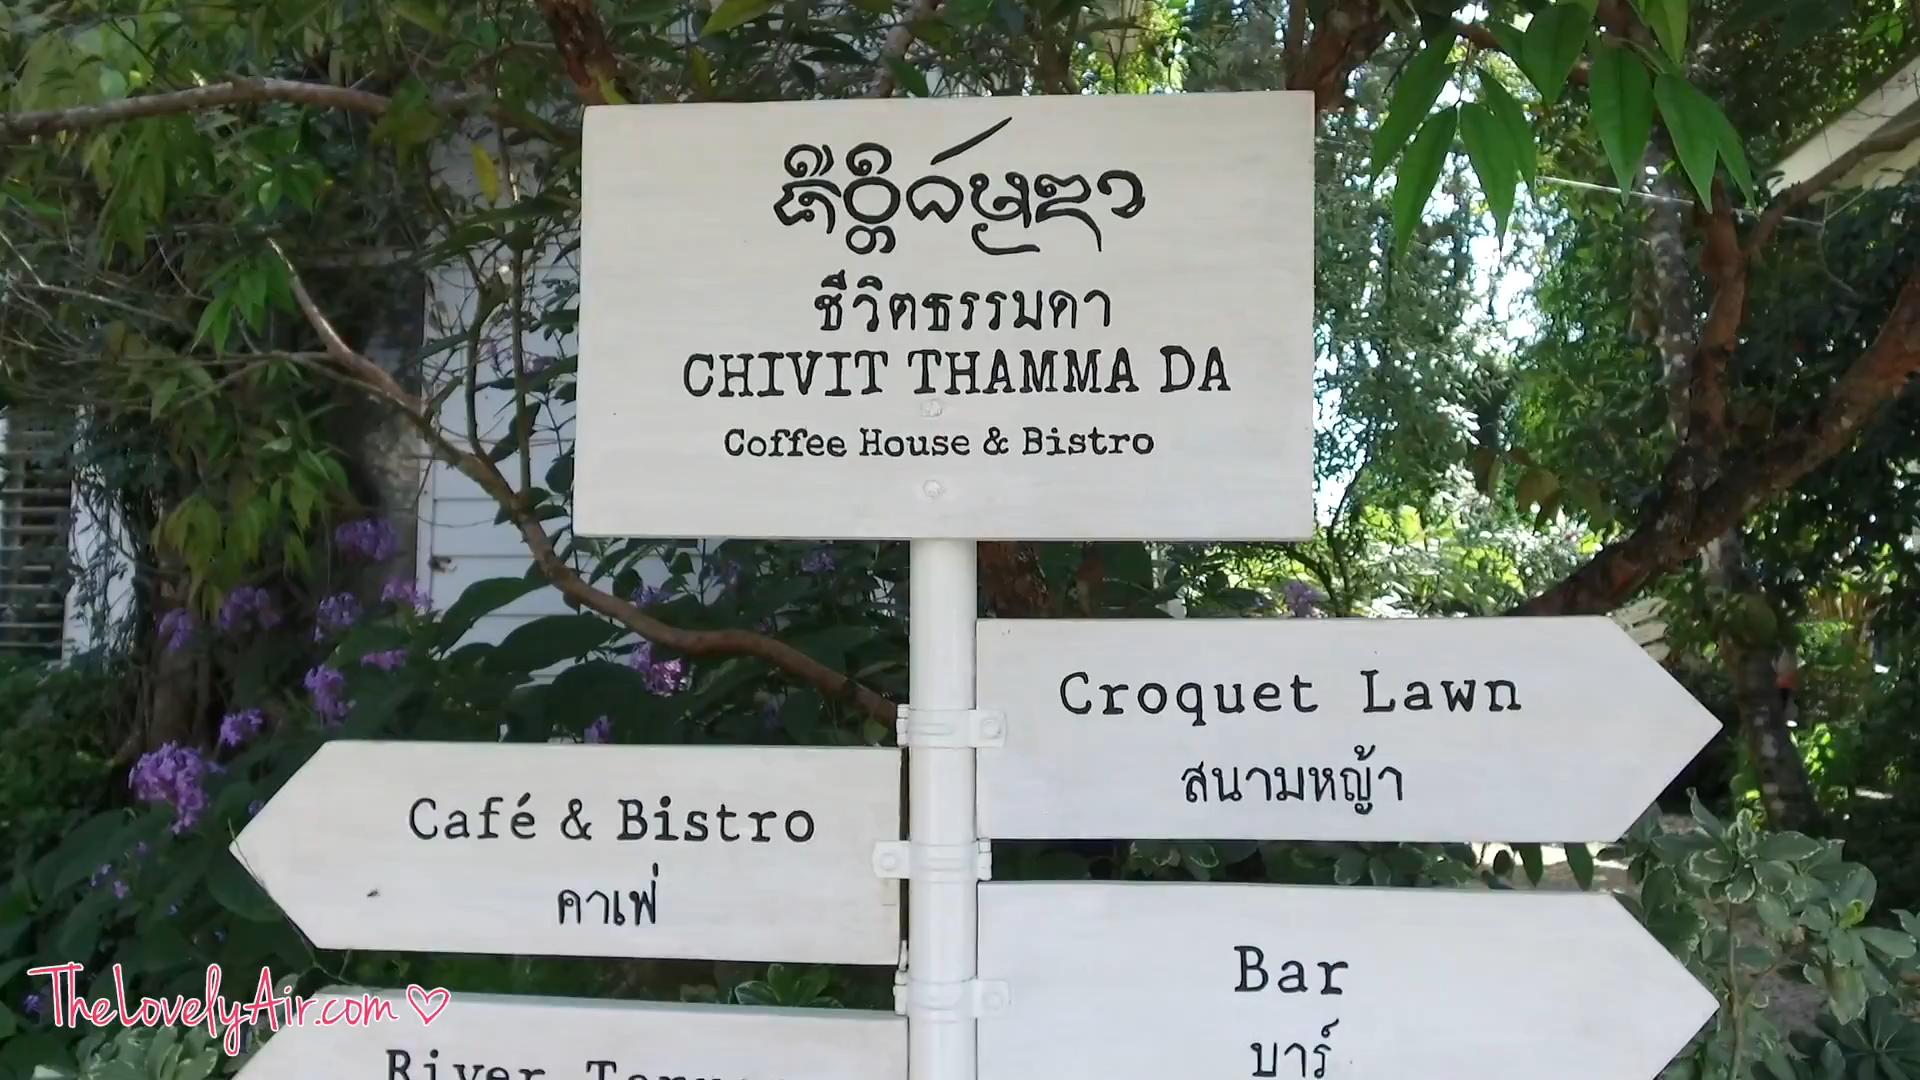 ชีวิตธรรมดา
CHIVIT THAMMA DA
Coffee House & Bistro
Croquet Lawn
สนามหญ้า
Café & Bistro
คาเฟ่
Bar
บาร์
River
TheLovelyAir.com